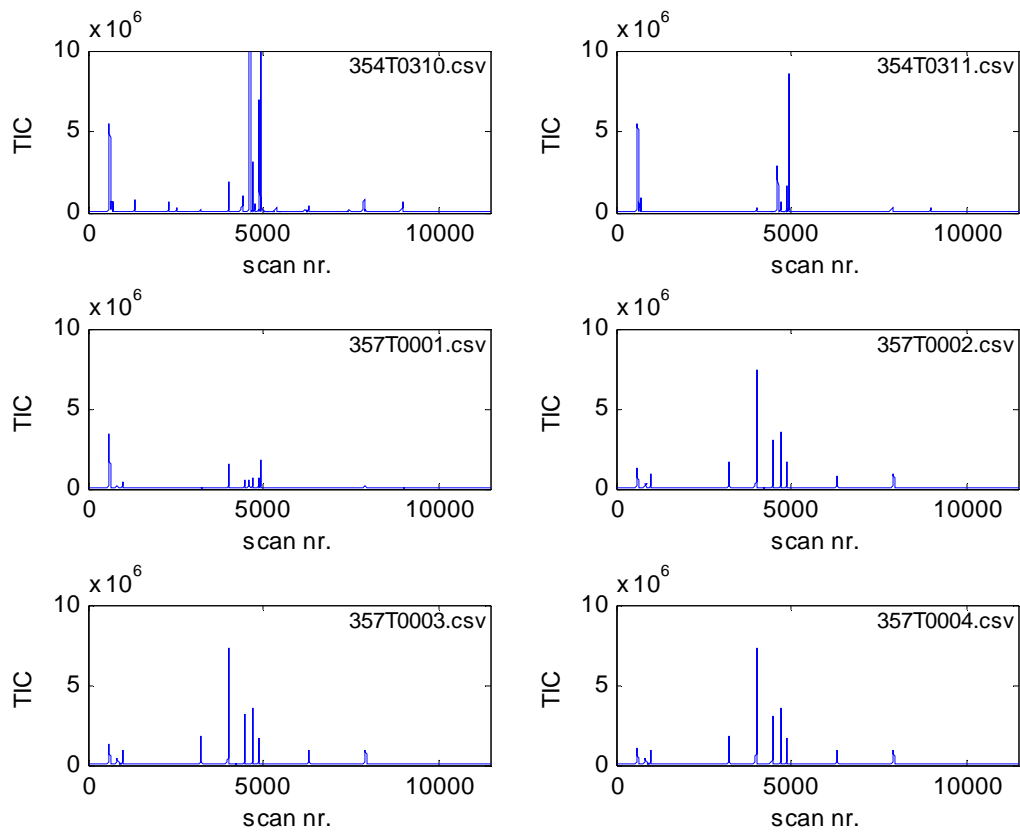 x 10^6
10
5
0
TIC
354T0310.csv
0 5000 10000
scan nr.
x 10^6
10
5
0
TIC
354T0311.csv
0 5000 10000
scan nr.
x 10^6
10
5
0
TIC
357T0001.csv
0 5000 10000
scan nr.
x 10^6
10
5
0
TIC
357T0002.csv
0 5000 10000
scan nr.
x 10^6
10
5
0
TIC
357T0003.csv
0 5000 10000
scan nr.
x 10^6
10
5
0
TIC
357T0004.csv
0 5000 10000
scan nr.